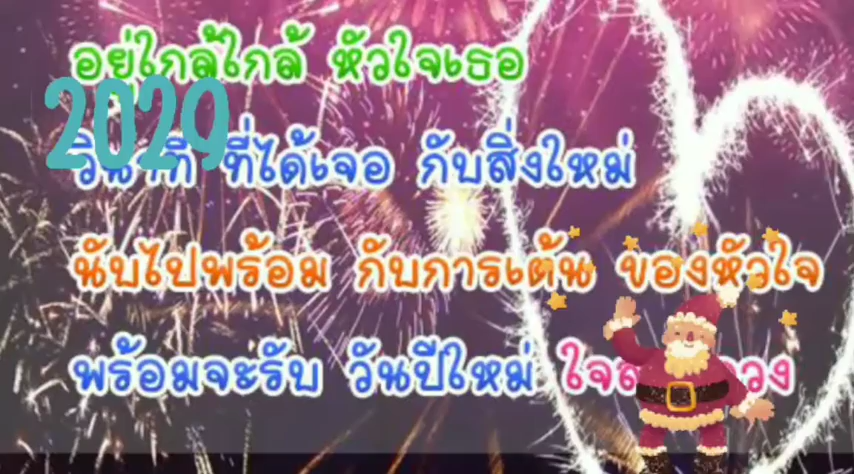 อยู่ใกล้ใกล้ หัวใจเธอ
2029
ที่ได้เจอ กับสิ่งใหม่
นับไปพร้อม กับการเต้น ของหัวใจ
พร้อมจะรับ วันปีใหม่